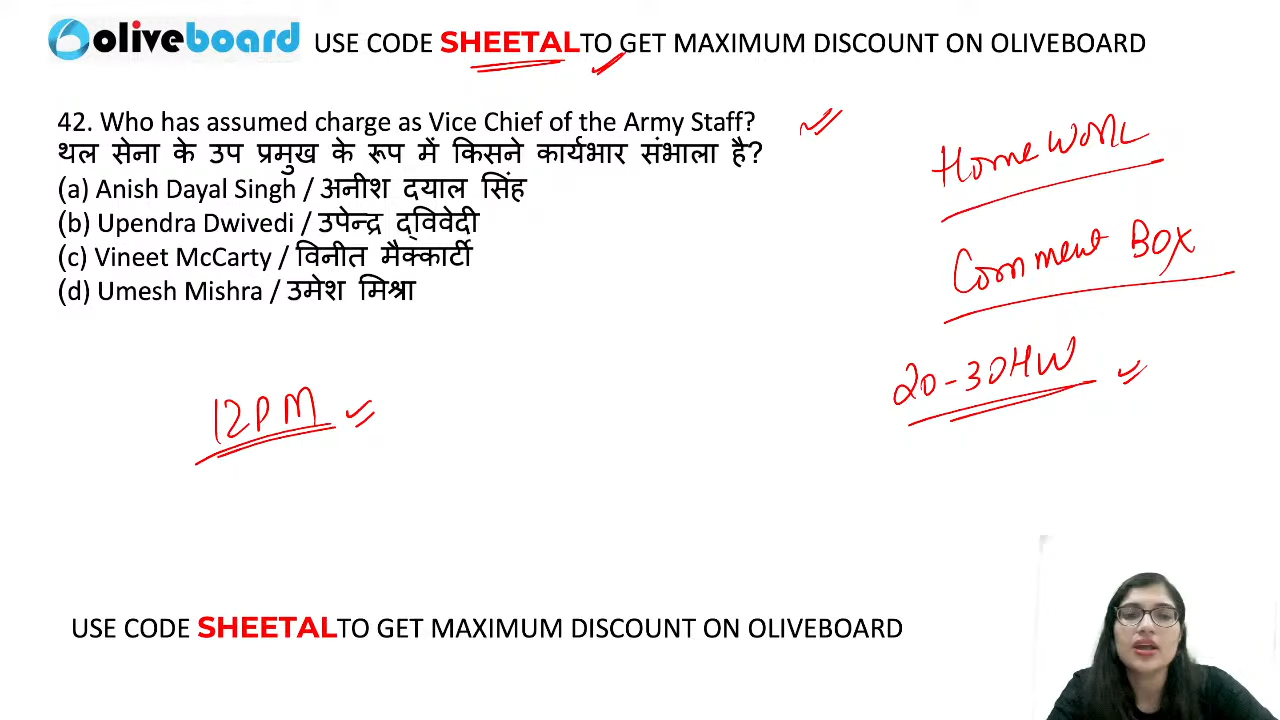 oliveboard USE CODE SHEETAL TO GET MAXIMUM DISCOUNT ON OLIVEBOARD
42. Who has assumed charge as Vice Chief of the Army Staff?
थल सेना के उप प्रमुख के रूप में किसने कार्यभार संभाला है?
(a) Anish Dayal Singh / अनीश दयाल सिंह
(b) Upendra Dwivedi / उपेन्द्र द्विवेदी
(c) Vineet McCarty / विनीत मैक्कार्टी
(d) Umesh Mishra / उमेश मिश्रा
Home Work
Comment Box
20-30 HW
12 PM
USE CODE SHEETAL TO GET MAXIMUM DISCOUNT ON OLIVEBOARD